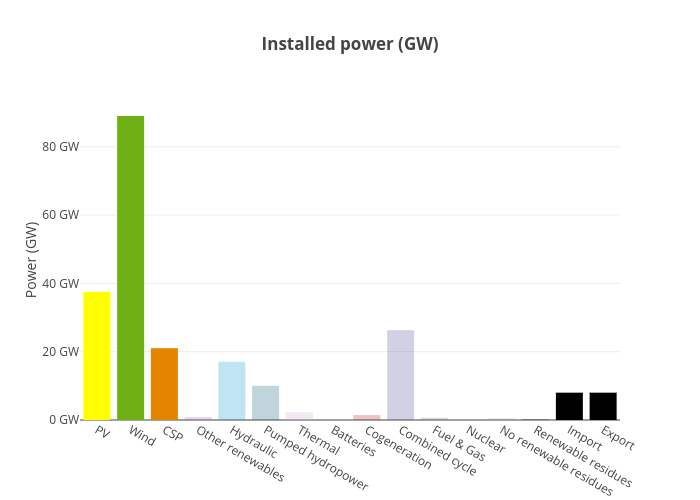 Installed power (GW)
Power (GW)
80 GW
60 GW
40 GW
20 GW
0 GW
PV
Wind
CSP
Other renewables
Hydraulic
Pumped hydropower
Thermal
Batteries
Cogeneration
Combined cycle
Fuel & Gas
Nuclear
No renewable residues
Renewable residues
Import
Export